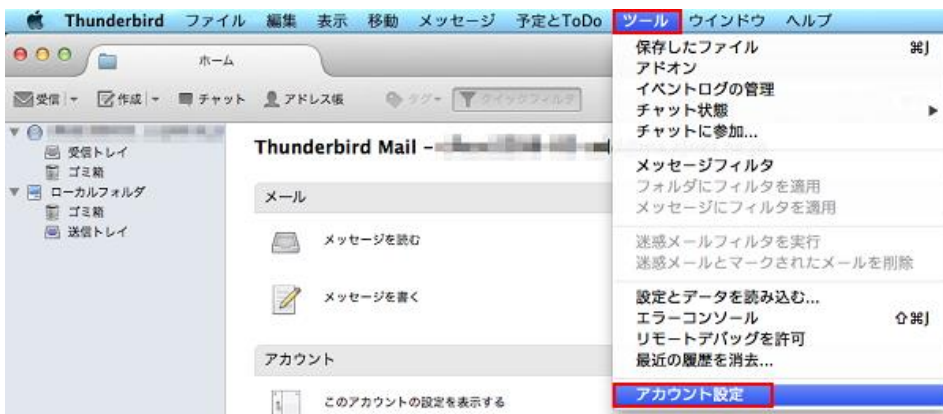 Thunderbird ファイル 編集 表示 移動 メッセージ 予定とToDo ツール ウインドウ ヘルプ
ホーム
受信 作成 チャット アドレス帳 タグ クイックフィルタ
受信トレイ
ゴミ箱
ローカルフォルダ
ゴミ箱
送信トレイ
Thunderbird Mail –
メール
メッセージを読む
メッセージを書く
アカウント
このアカウントの設定を表示する
保存したファイル ⌘J
アドオン
イベントログの管理
チャット状態
チャットに参加...
メッセージフィルタ
フォルダにフィルタを適用
メッセージにフィルタを適用
迷惑メールフィルタを実行
迷惑メールとマークされたメールを削除
設定とデータを読み込む...
エラーコンソール ⇧⌘J
リモートデバッグを許可
最近の履歴を消去...
アカウント設定